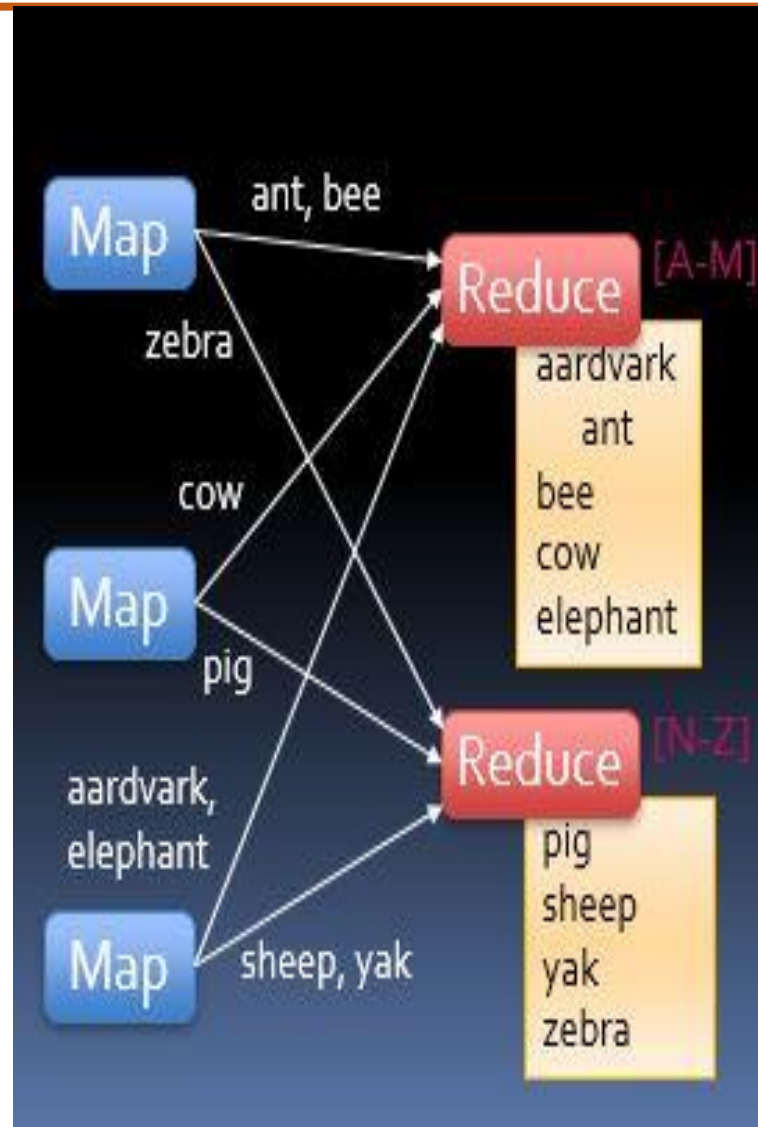 Map
ant, bee
zebra
Reduce
[A-M]
aardvark
ant
bee
cow
elephant
cow
Map
pig
Reduce
[N-Z]
pig
sheep
yak
zebra
aardvark,
elephant
Map
sheep, yak